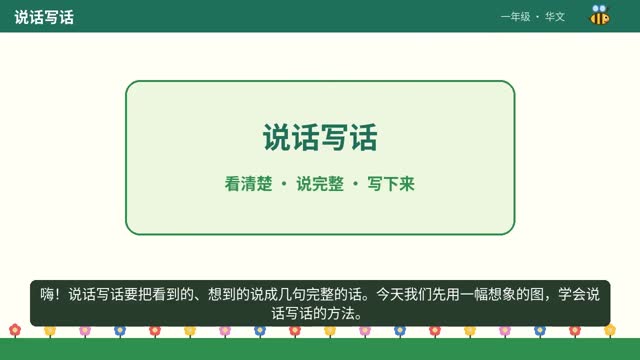 说话写话
一年级 · 华文
说话写话
看清楚 · 说完整 · 写下来
嗨！说话写话要把看到的、想到的说成几句完整的话。今天我们先用一幅想象的图，学会说
话写话的方法。